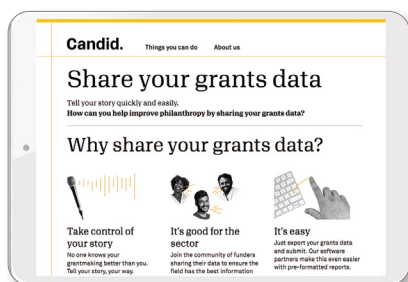 Candid.
Things you can do
About us
Share your grants data
Tell your story quickly and easily.
How can you help improve philanthropy by sharing your grants data?
Why share your grants data?
Take control of
your story
No one knows your
grantmaking better than you.
Tell your story, your way.
It's good for the
sector
Join the community of funders
sharing their data to ensure the
field has the best information
It's easy
Just export your grants data
and submit. Our software
partners make this even easier
with pre-formatted reports.